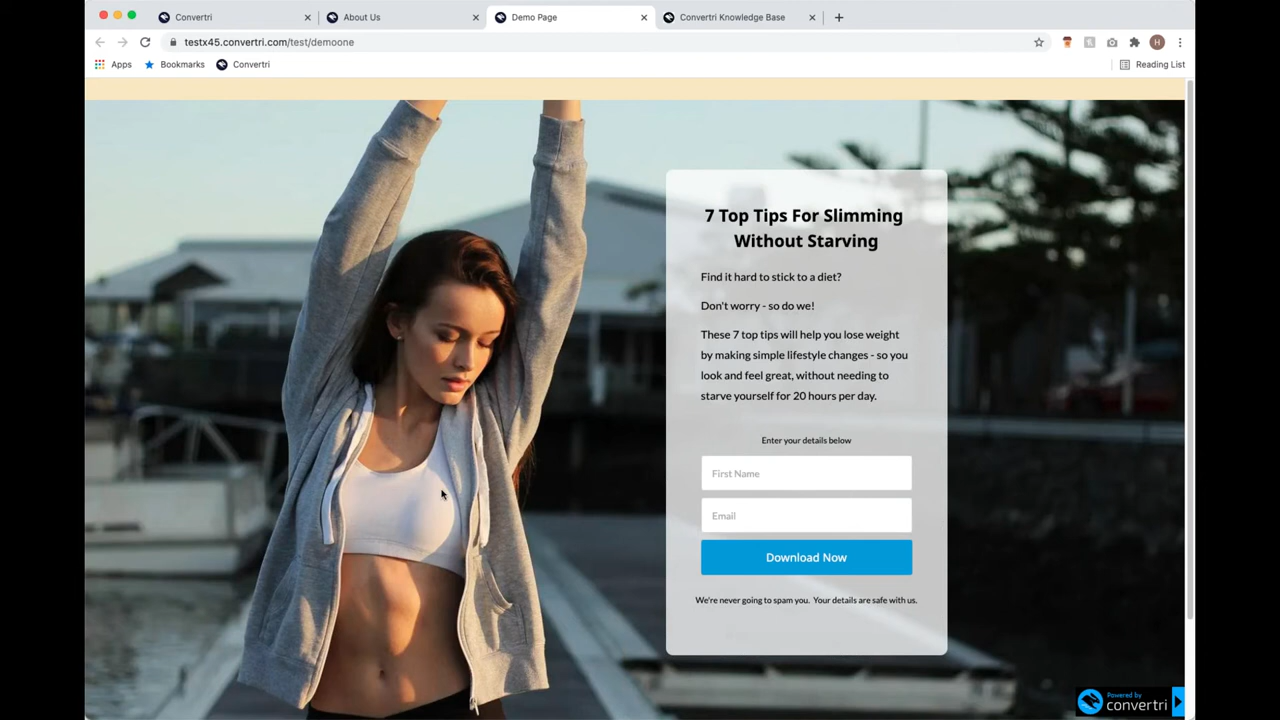 Convertri
About Us
Demo Page
Convertri Knowledge Base
testx45.convertri.com/test/demoone
H
Apps
Bookmarks
Convertri
Reading List
7 Top Tips For Slimming
Without Starving
Find it hard to stick to a diet?
Don't worry - so do we!
These 7 top tips will help you lose weight
by making simple lifestyle changes - so you
look and feel great, without needing to
starve yourself for 20 hours per day.
Enter your details below
First Name
Email
Download Now
We're never going to spam you. Your details are safe with us.
Powered by
convertri